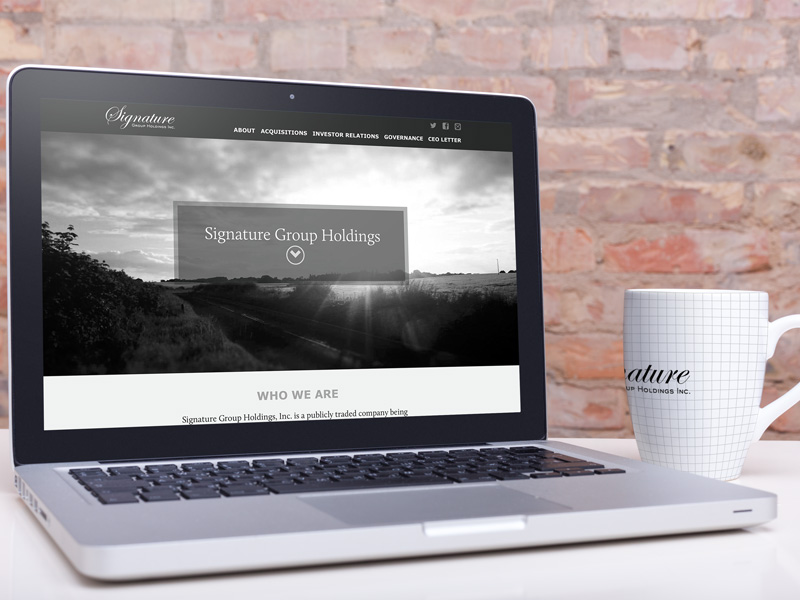 Signature
Group Holdings Inc.
ABOUT ACQUISITIONS INVESTOR RELATIONS GOVERNANCE CEO LETTER
Signature Group Holdings
WHO WE ARE
Signature Group Holdings, Inc. is a publicly traded company being
nature
up Holdings Inc.